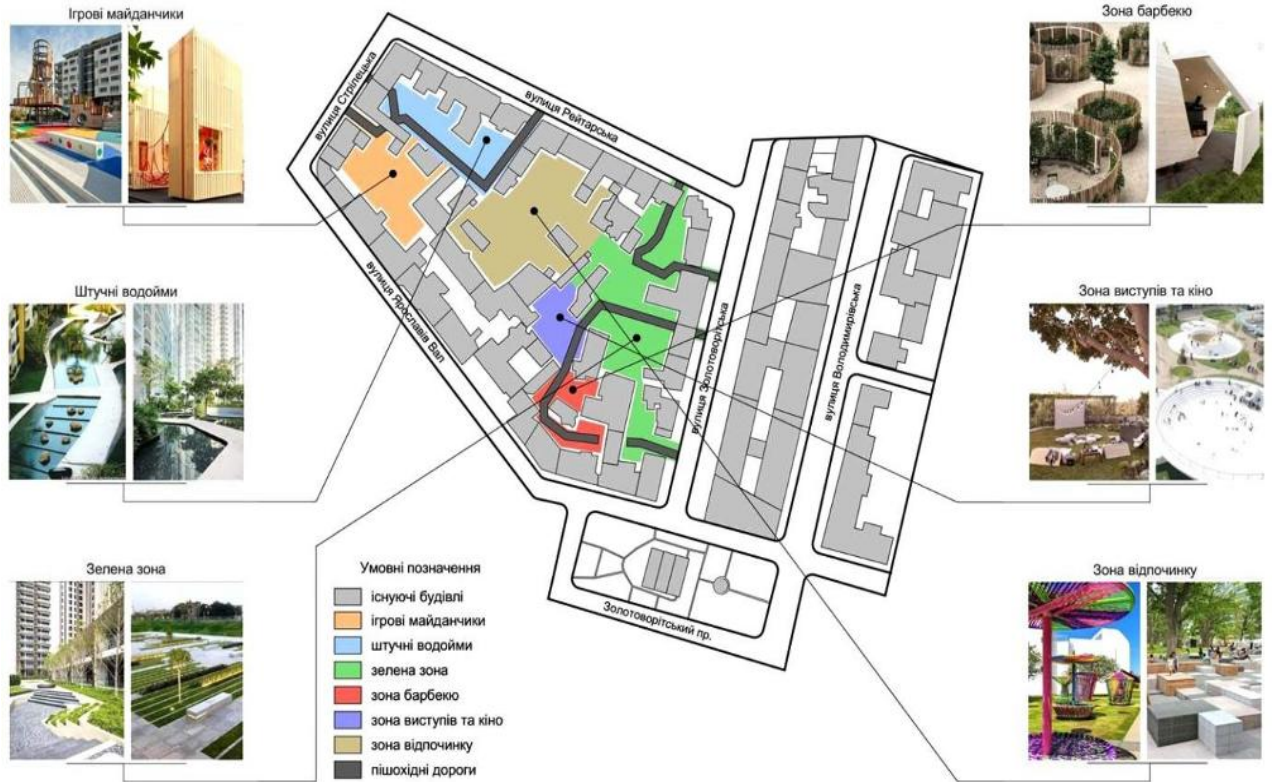 Ігрові майданчики
Зона барбекю
вулиця Стрілецька
вулиця Рейтарська
вулиця Ярославів Вал
вулиця Золотоворітська
вулиця Володимирівська
Штучні водойми
Зона виступів та кіно
Зелена зона
Зона відпочинку
Умовні позначення
існуючі будівлі
ігрові майданчики
штучні водойми
зелена зона
зона барбекю
зона виступів та кіно
зона відпочинку
пішохідні дороги
Золотоворітський пр.